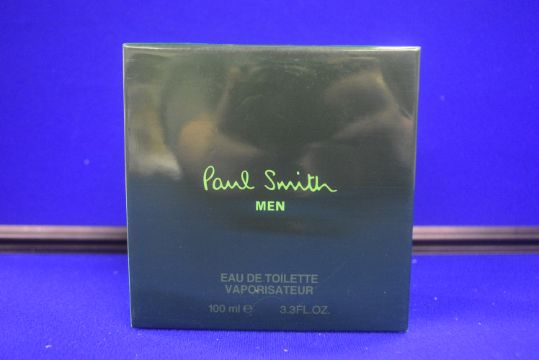 Paul Smith
MEN
EAU DE TOILETTE
VAPORISATEUR
100 ml ℮ 3.3FL.OZ.